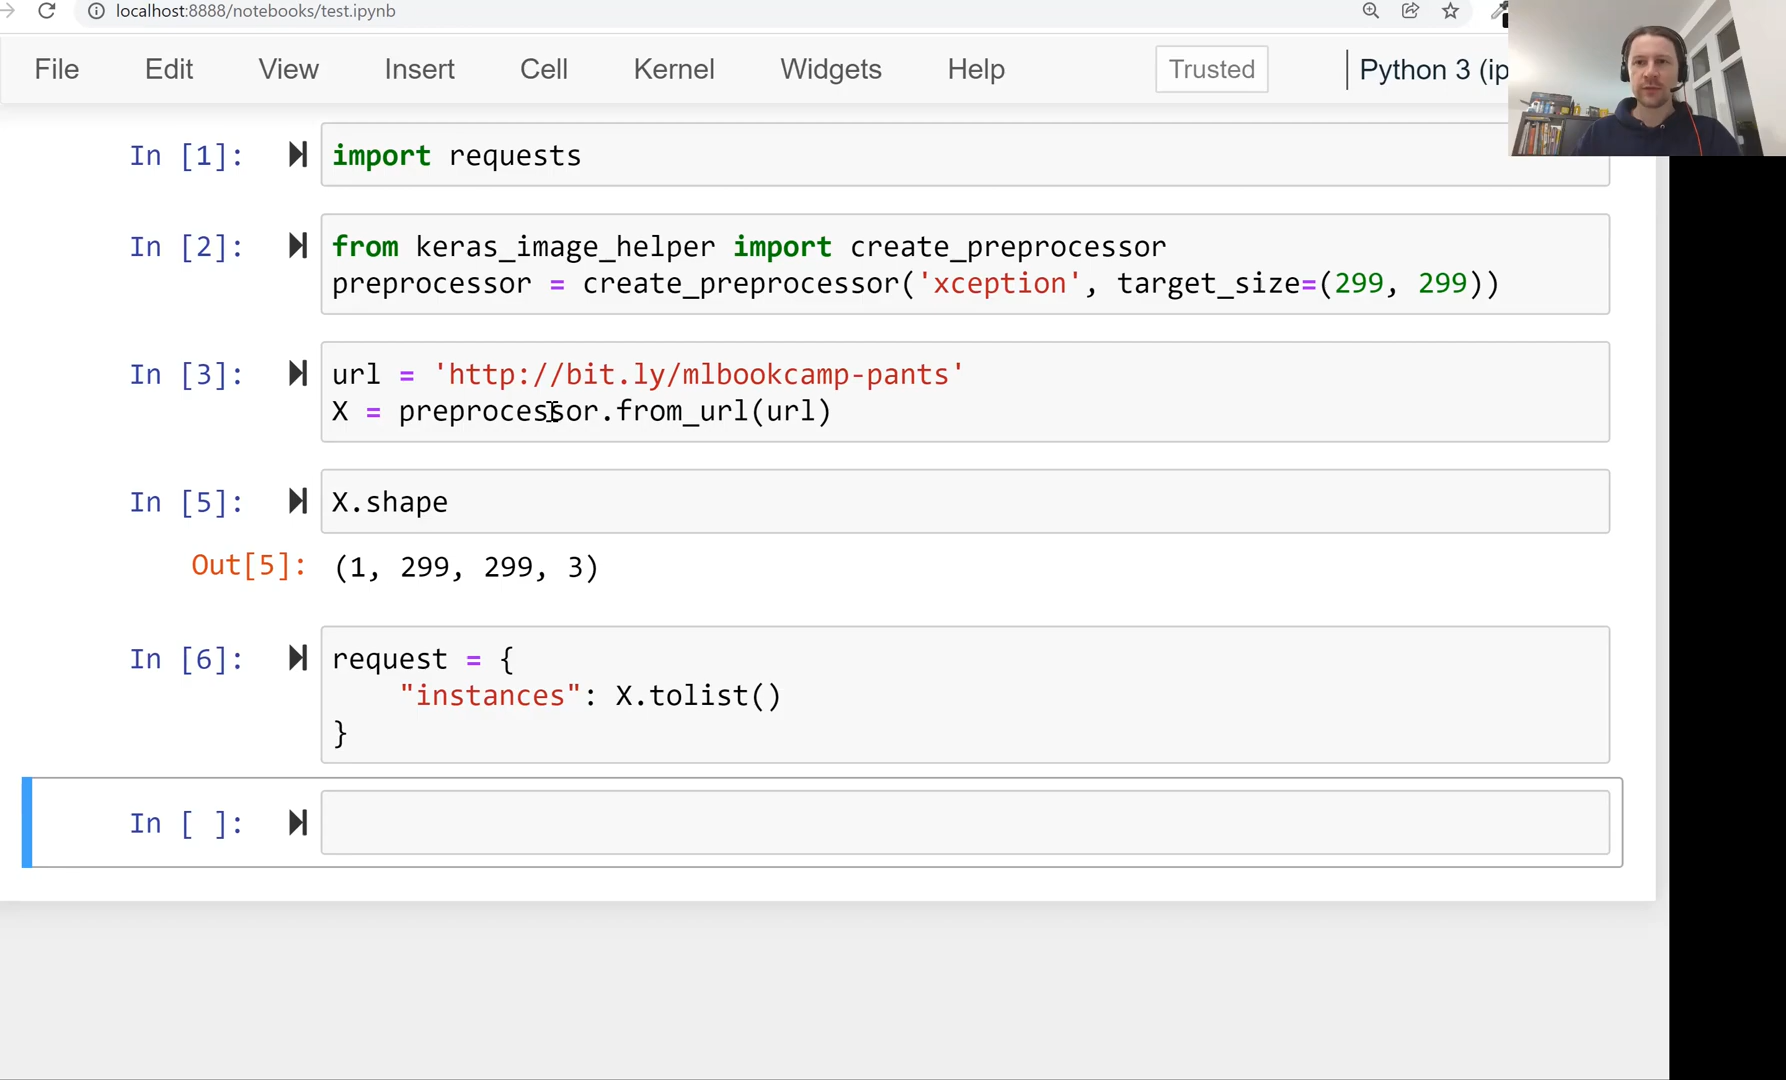 localhost:8888/notebooks/test.ipynb
File Edit View Insert Cell Kernel Widgets Help Trusted Python 3 (ip
In [1]: import requests
In [2]: from keras_image_helper import create_preprocessor
preprocessor = create_preprocessor('xception', target_size=(299, 299))
In [3]: url = 'http://bit.ly/mlbookcamp-pants'
X = preprocessor.from_url(url)
In [5]: X.shape
Out[5]: (1, 299, 299, 3)
In [6]: request = {
"instances": X.tolist()
}
In [ ]: